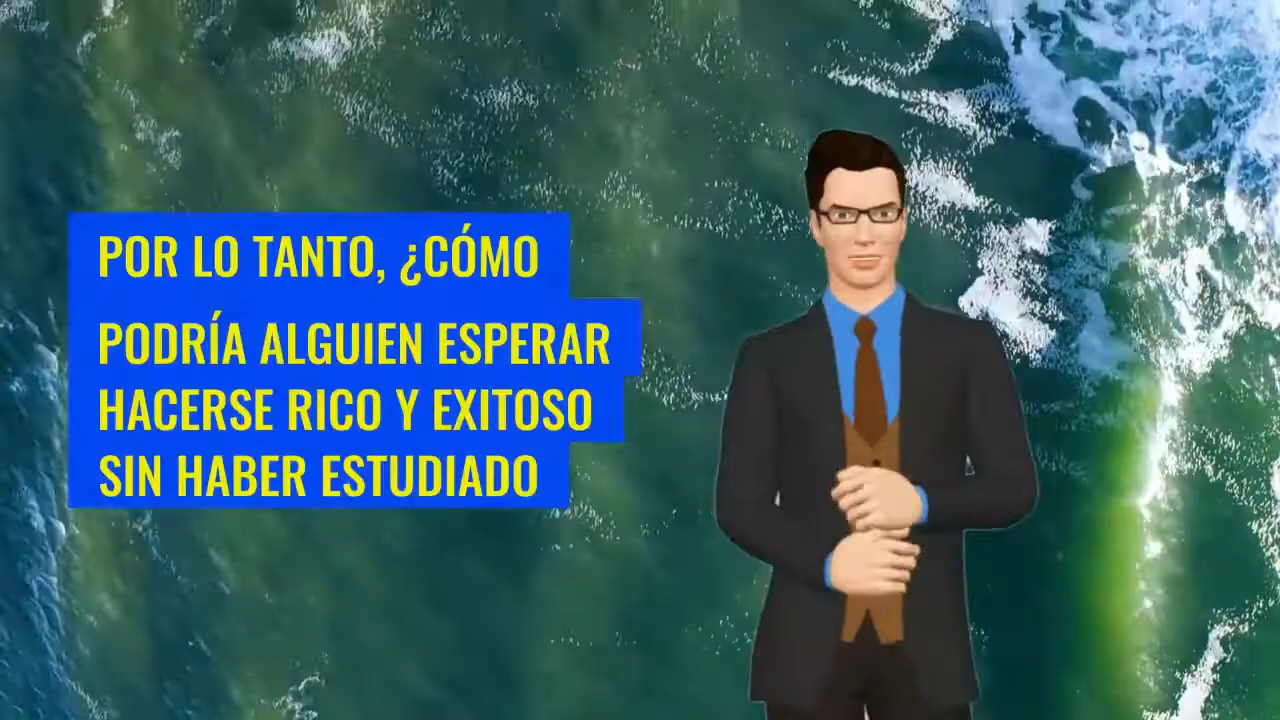 POR LO TANTO, ¿CÓMO
PODRÍA ALGUIEN ESPERAR
HACERSE RICO Y EXITOSO
SIN HABER ESTUDIADO